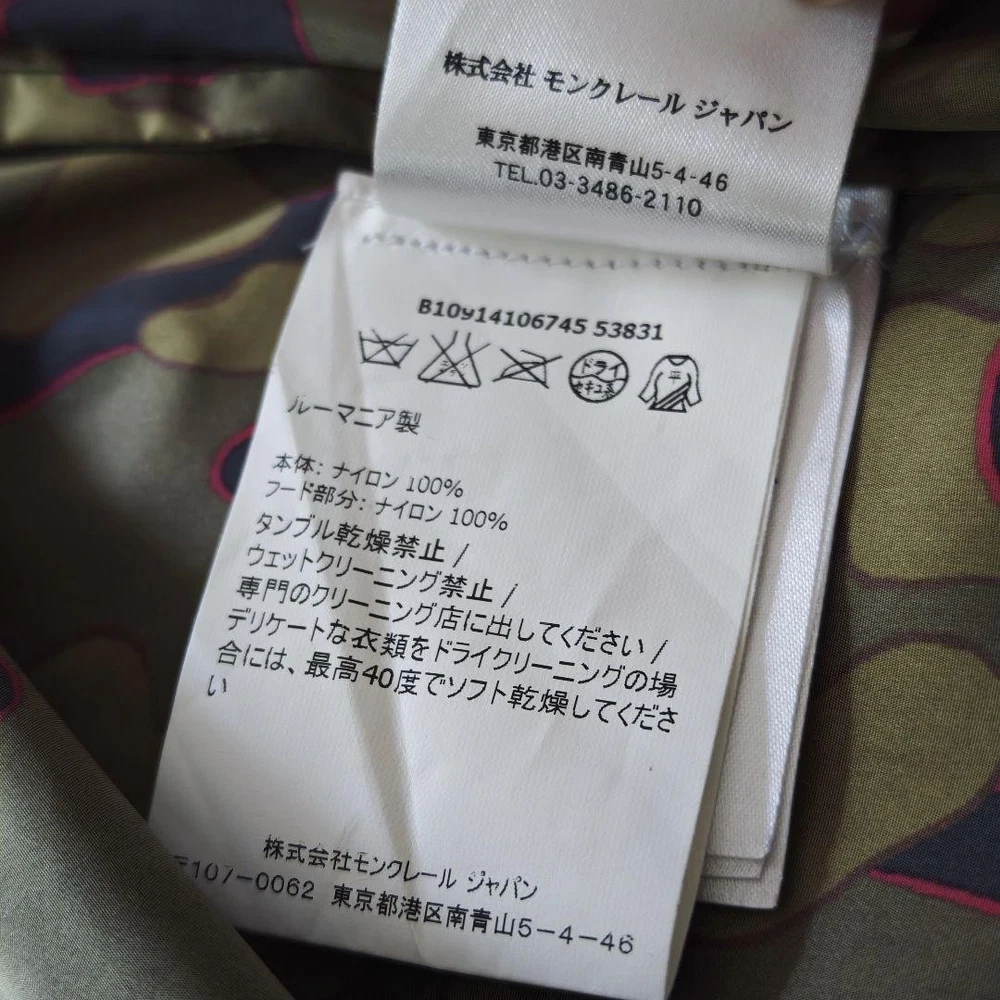 株式会社 モンクレール ジャパン
東京都港区南青山5-4-46
TEL.03-3486-2110
B10914106745 53831
ドライ
セキユ系
平
ルーマニア製
本体: ナイロン 100%
フード部分: ナイロン 100%
タンブル乾燥禁止 /
ウェットクリーニング禁止 /
専門のクリーニング店に出してください /
デリケートな衣類をドライクリーニングの場
合には、最高40度でソフト乾燥してくださ
い
株式会社モンクレール ジャパン
〒107-0062 東京都港区南青山5-4-46